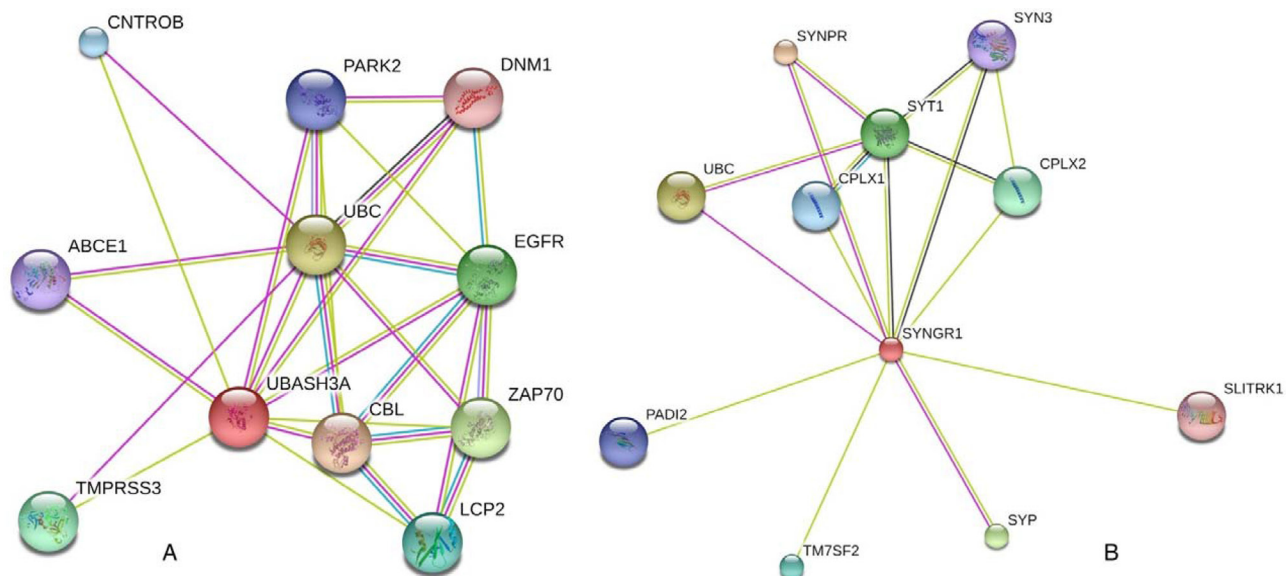 CNTROB
PARK2
DNM1
UBC
ABCE1
EGFR
UBASH3A
CBL
ZAP70
TMPRSS3
LCP2
A
SYNPR
SYN3
SYT1
UBC
CPLX1
CPLX2
SYNGR1
PADI2
SLITRK1
SYP
TM7SF2
B